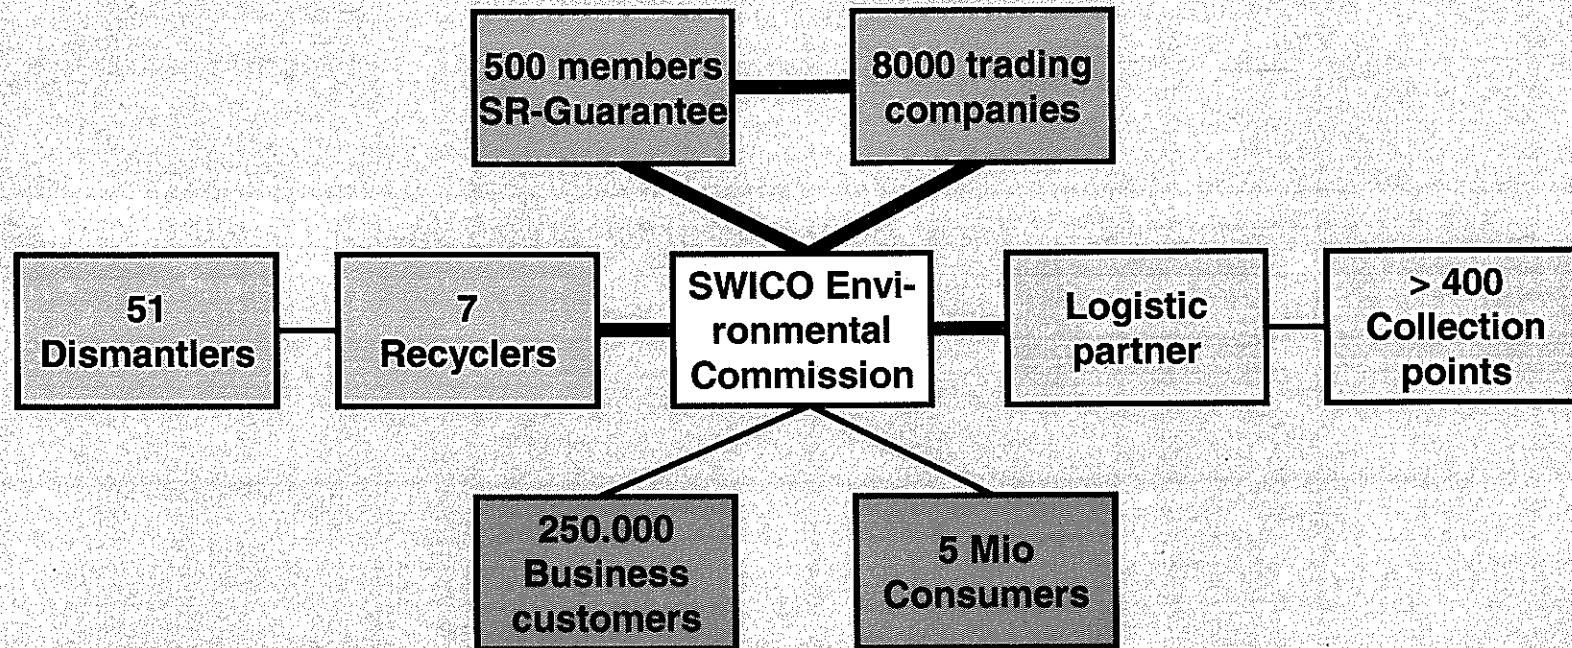 500 members
SR-Guarantee
8000 trading
companies
51
Dismantlers
7
Recyclers
SWICO Envi-
ronmental
Commission
Logistic
partner
> 400
Collection
points
250.000
Business
customers
5 Mio
Consumers